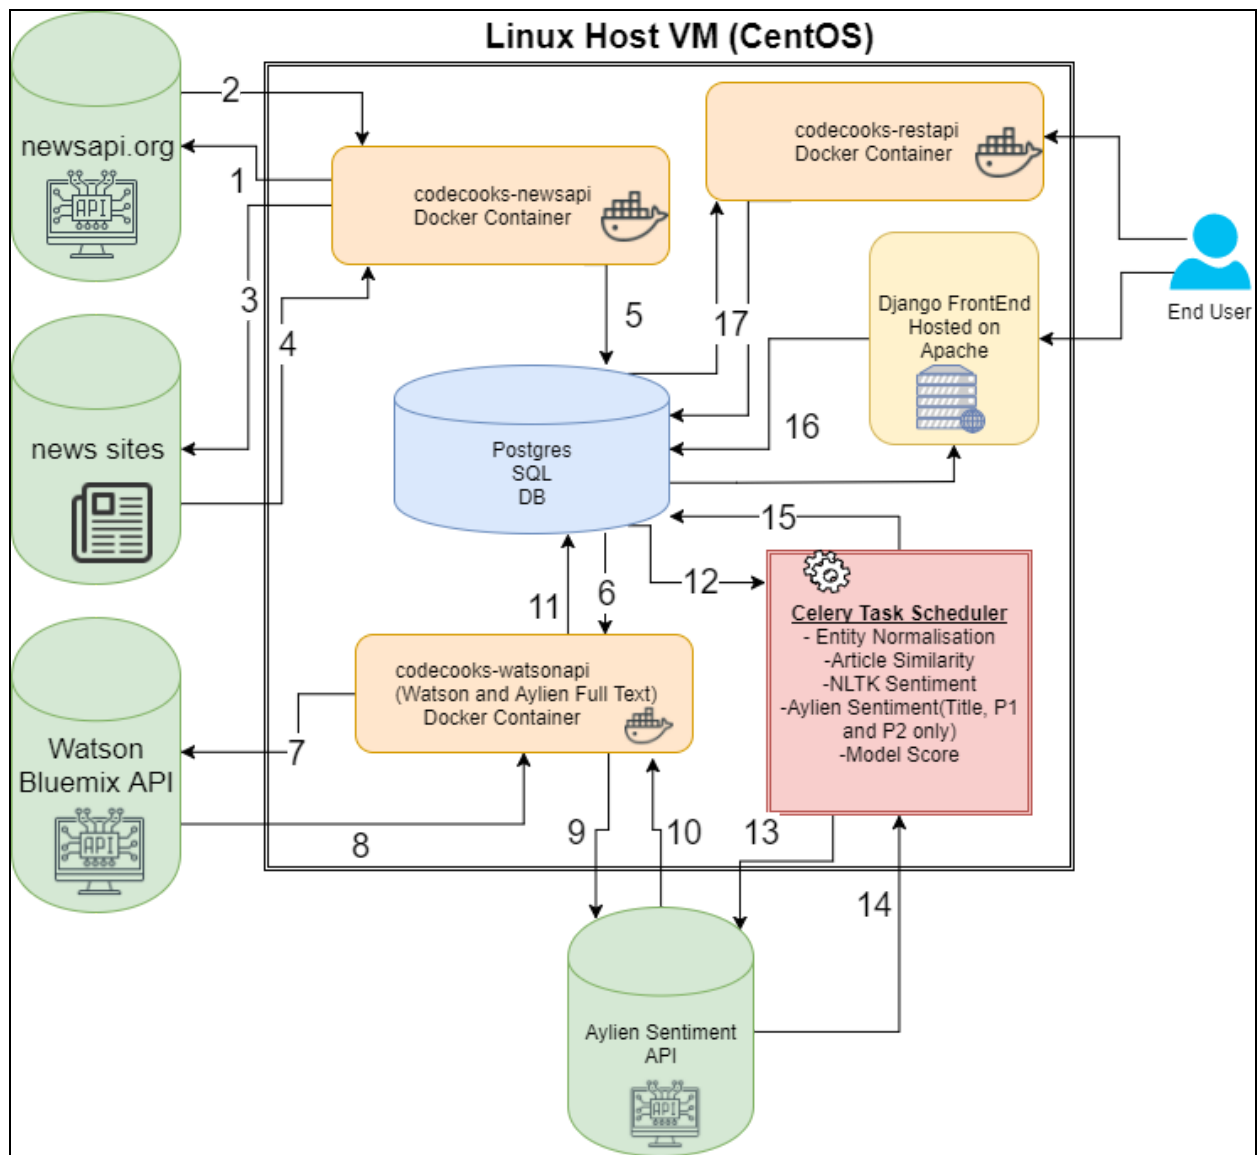 Linux Host VM (CentOS)
2
newsapi.org
API
1
codecooks-newsapi
Docker Container
codecooks-restapi
Docker Container
3
4
5
17
Django FrontEnd
Hosted on
Apache
End User
news sites
Postgres
SQL
DB
16
15
12
6
11
Celery Task Scheduler
- Entity Normalisation
-Article Similarity
-NLTK Sentiment
-Aylien Sentiment(Title, P1
and P2 only)
-Model Score
codecooks-watsonapi
(Watson and Aylien Full Text)
Docker Container
Watson
Bluemix API
API
7
8
9
10
13
14
Aylien Sentiment
API
API